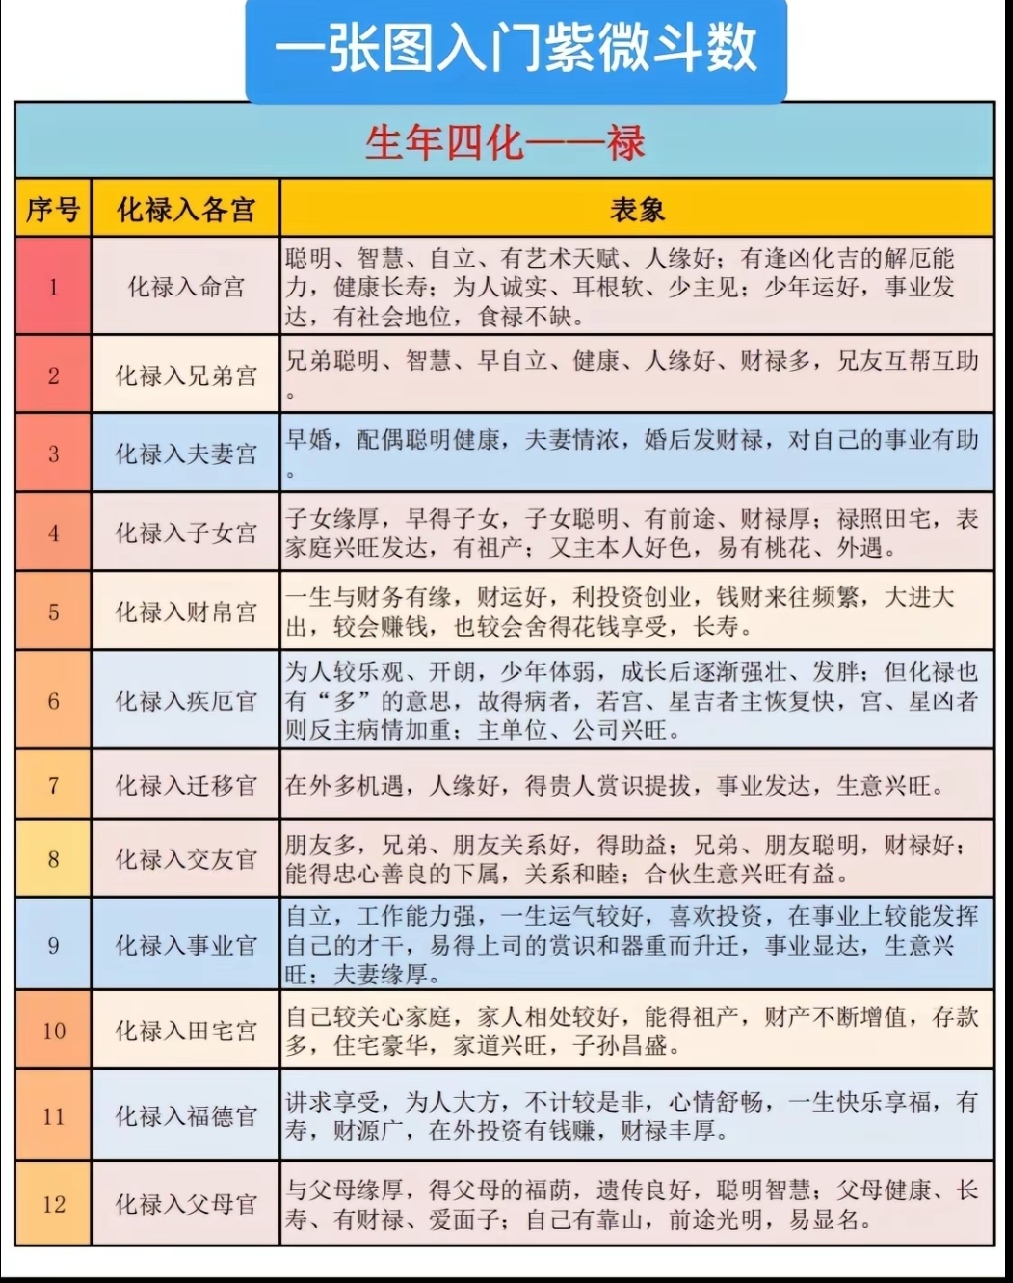 一张图入门紫微斗数
生年四化——禄
序号 化禄入各宫 表象
1 化禄入命宫
聪明、智慧、自立、有艺术天赋、人缘好；有逢凶化吉的解厄能
力，健康长寿；为人诚实、耳根软、少主见；少年运好，事业发
达，有社会地位，食禄不缺。
2 化禄入兄弟宫
兄弟聪明、智慧、早自立、健康、人缘好、财禄多，兄友互帮互助
。
3 化禄入夫妻宫
早婚，配偶聪明健康，夫妻情浓，婚后发财禄，对自己的事业有助
。
4 化禄入子女宫
子女缘厚，早得子女，子女聪明、有前途、财禄厚；禄照田宅，表
家庭兴旺发达，有祖产；又主本人好色，易有桃花、外遇。
5 化禄入财帛宫
一生与财务有缘，财运好，利投资创业，钱财来往频繁，大进大
出，较会赚钱，也较会舍得花钱享受，长寿。
6 化禄入疾厄官
为人较乐观、开朗，少年体弱，成长后逐渐强壮、发胖；但化禄也
有“多”的意思，故得病者，若宫、星吉者主恢复快，宫、星凶者
则反主病情加重；主单位、公司兴旺。
7 化禄入迁移官
在外多机遇，人缘好，得贵人赏识提拔，事业发达，生意兴旺。
8 化禄入交友官
朋友多，兄弟、朋友关系好，得助益；兄弟、朋友聪明，财禄好；
能得忠心善良的下属，关系和睦；合伙生意兴旺有益。
9 化禄入事业官
自立，工作能力强，一生运气较好，喜欢投资，在事业上较能发挥
自己的才干，易得上司的赏识和器重而升迁，事业显达，生意兴
旺；夫妻缘厚。
10 化禄入田宅宫
自己较关心家庭，家人相处较好，能得祖产，财产不断增值，存款
多，住宅豪华，家道兴旺，子孙昌盛。
11 化禄入福德官
讲求享受，为人大方，不计较是非，心情舒畅，一生快乐享福，有
寿，财源广，在外投资有钱赚，财禄丰厚。
12 化禄入父母官
与父母缘厚，得父母的福荫，遗传良好，聪明智慧；父母健康、长
寿、有财禄、爱面子；自己有靠山，前途光明，易显名。